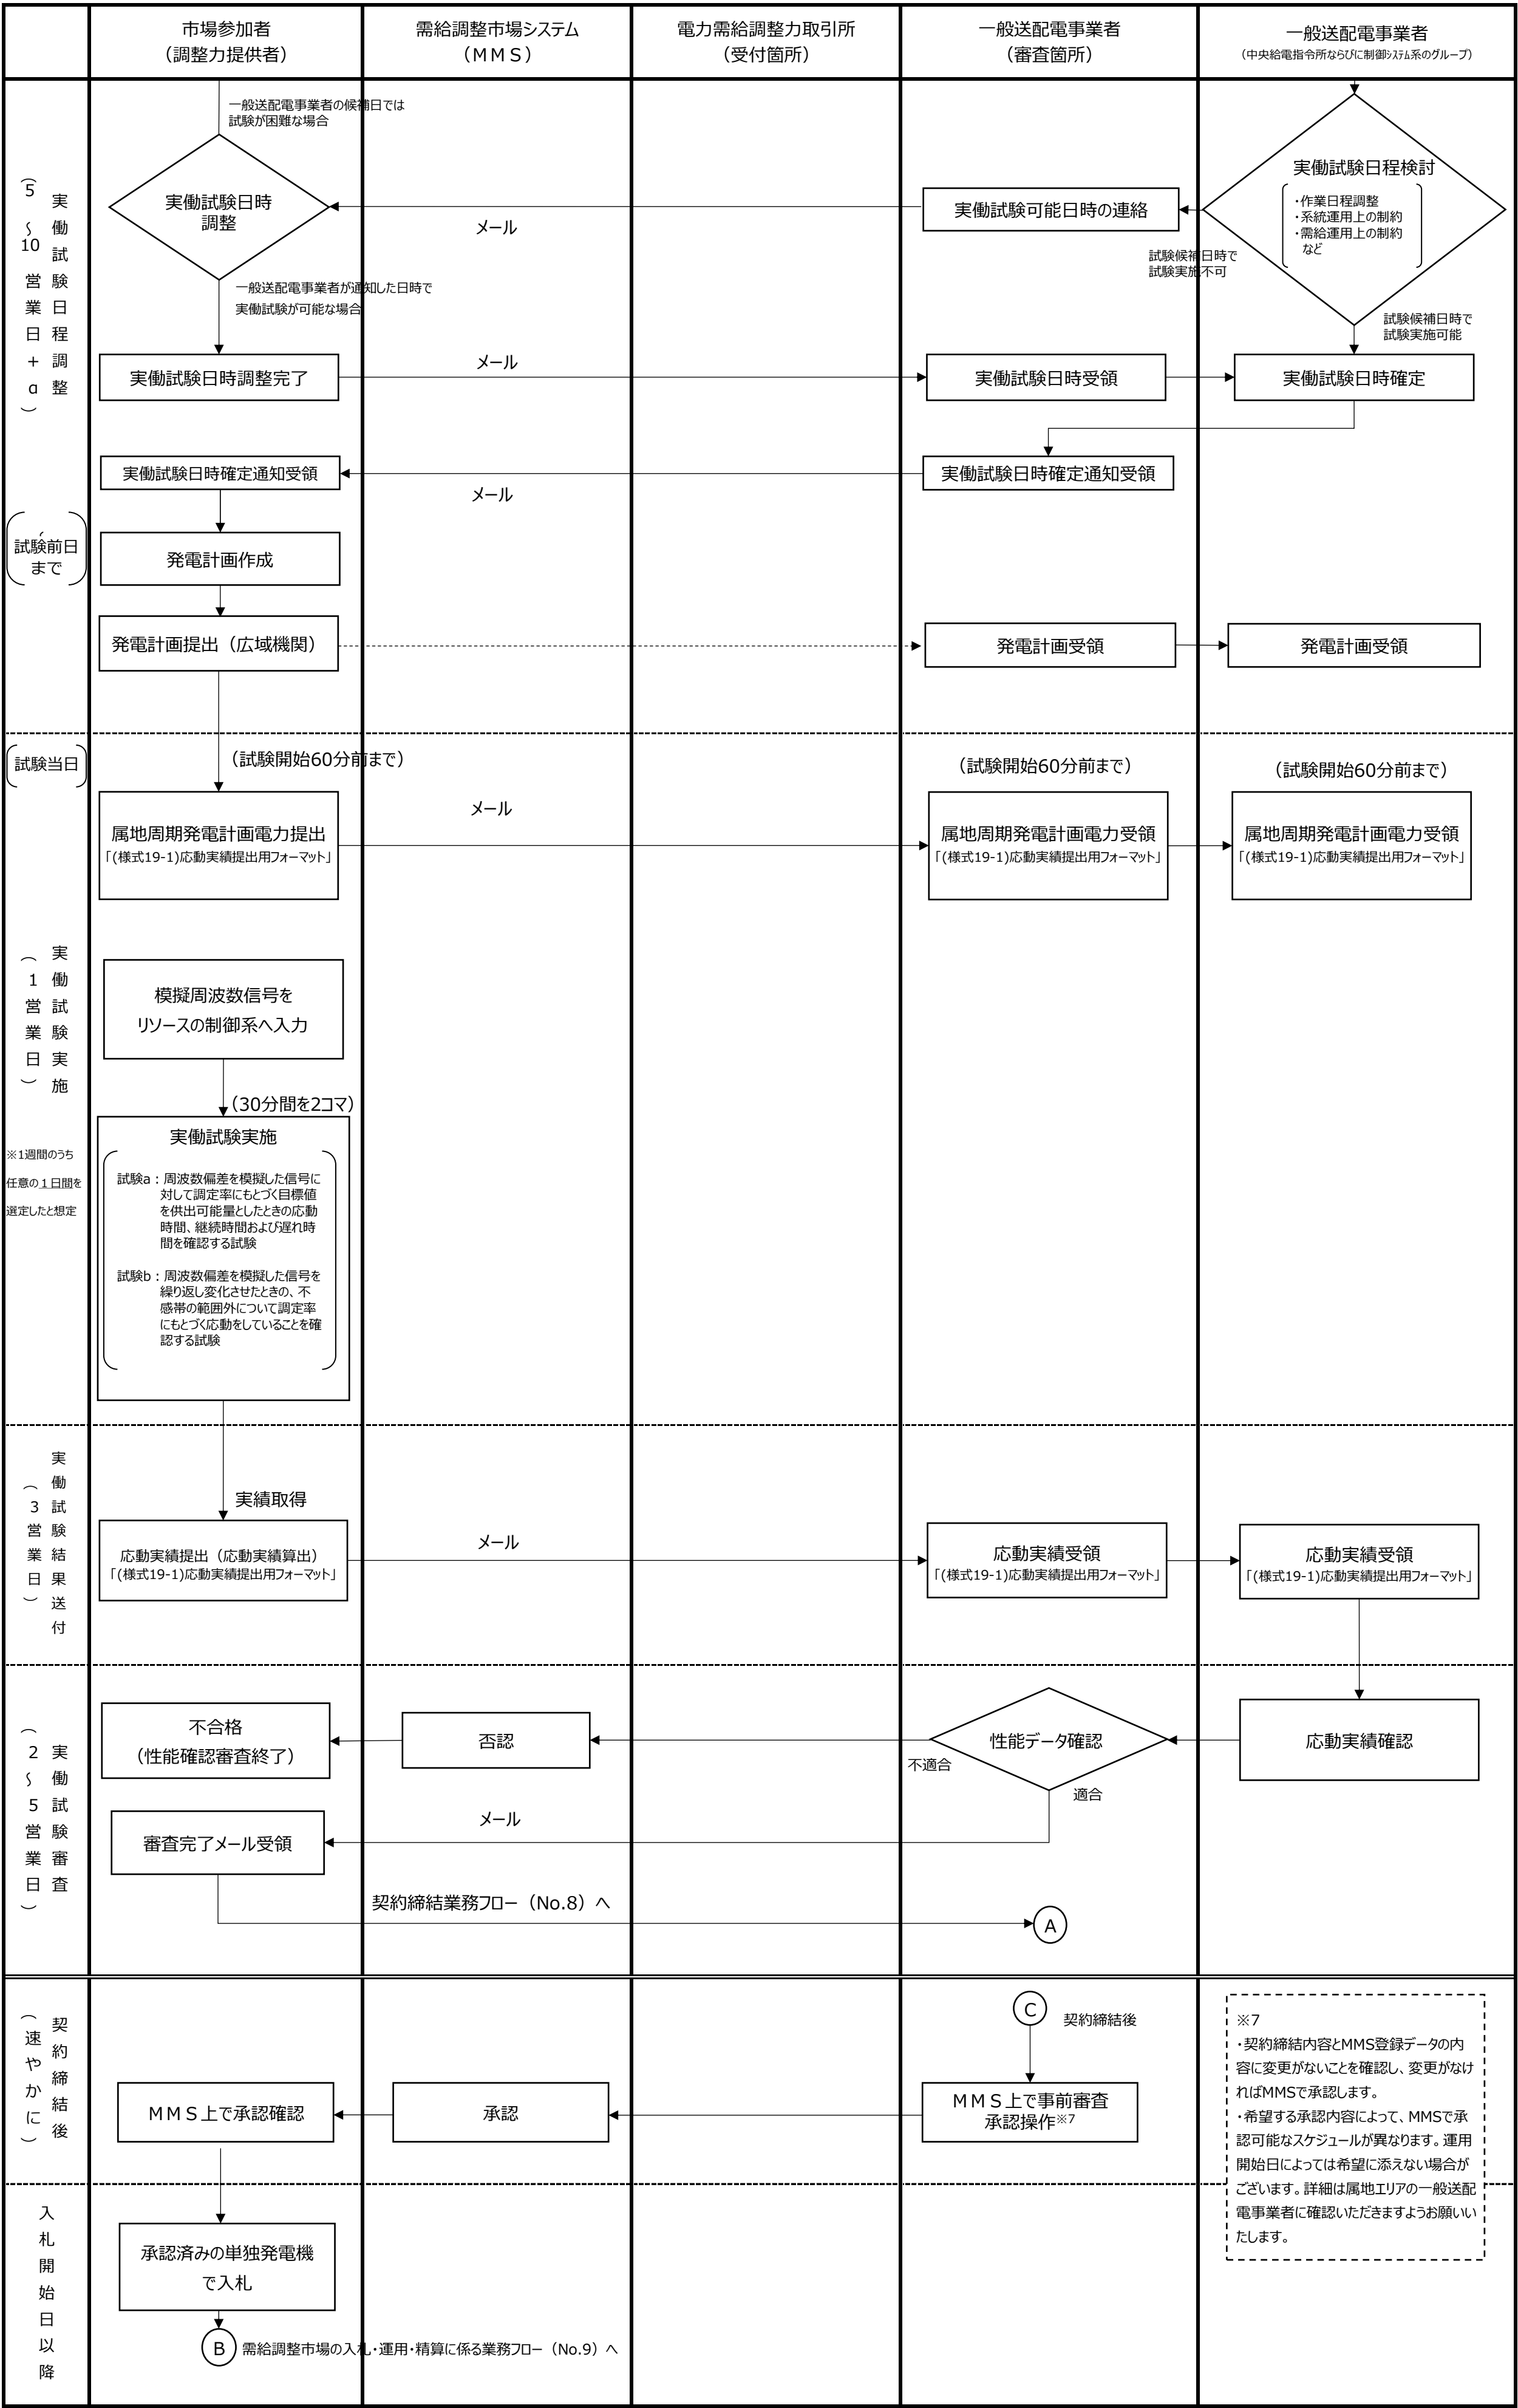 市場参加者
（調整力提供者）
需給調整市場システム
（ＭＭＳ）
電力需給調整力取引所
（受付箇所）
一般送配電事業者
（審査箇所）
一般送配電事業者
（中央給電指令所ならびに制御ｼｽﾃﾑ系のグループ）
実働試験日程調整
（5～10営業日＋α）
一般送配電事業者の候補日では
試験が困難な場合
実働試験日時
調整
メール
実働試験可能日時の連絡
実働試験日程検討
・作業日程調整
・系統運用上の制約
・需給運用上の制約
など
試験候補日時で
試験実施不可
一般送配電事業者が通知した日時で
実働試験が可能な場合
試験候補日時で
試験実施可能
実働試験日時調整完了
メール
実働試験日時受領
実働試験日時確定
実働試験日時確定通知受領
メール
実働試験日時確定通知受領
試験前日
まで
発電計画作成
発電計画提出（広域機関）
発電計画受領
発電計画受領
試験当日
（試験開始60分前まで）
（試験開始60分前まで）
（試験開始60分前まで）
メール
属地周期発電計画電力提出
「(様式19-1)応動実績提出用フォーマット」
属地周期発電計画電力受領
「(様式19-1)応動実績提出用フォーマット」
属地周期発電計画電力受領
「(様式19-1)応動実績提出用フォーマット」
実働試験実施
（1営業日）
※1週間のうち
任意の１日間を
選定したと想定
模擬周波数信号を
リソースの制御系へ入力
（30分間を2コマ）
実働試験実施
試験a：周波数偏差を模擬した信号に
対して調定率にもとづく目標値
を供出可能量としたときの応動
時間、継続時間および遅れ時
間を確認する試験
試験b：周波数偏差を模擬した信号を
繰り返し変化させたときの、不
感帯の範囲外について調定率
にもとづく応動をしていることを確
認する試験
実働試験結果送付
（3営業日）
実績取得
応動実績提出（応動実績算出）
「(様式19-1)応動実績提出用フォーマット」
メール
応動実績受領
「(様式19-1)応動実績提出用フォーマット」
応動実績受領
「(様式19-1)応動実績提出用フォーマット」
実働試験審査
（2～5営業日）
不合格
（性能確認審査終了）
否認
性能データ確認
不適合
適合
応動実績確認
審査完了メール受領
メール
契約締結業務フロー（No.8）へ
A
契約締結後
（速やかに）
C
契約締結後
ＭＭＳ上で承認確認
承認
ＭＭＳ上で事前審査
承認操作※7
※7
・契約締結内容とMMS登録データの内
容に変更がないことを確認し、変更がなけ
ればMMSで承認します。
・希望する承認内容によって、MMSで承
認可能なスケジュールが異なります。運用
開始日によっては希望に添えない場合が
ございます。詳細は属地エリアの一般送配
電事業者に確認いただきますようお願いい
たします。
入札開始日以降
承認済みの単独発電機
で入札
B
需給調整市場の入札・運用・精算に係る業務フロー（No.9）へ